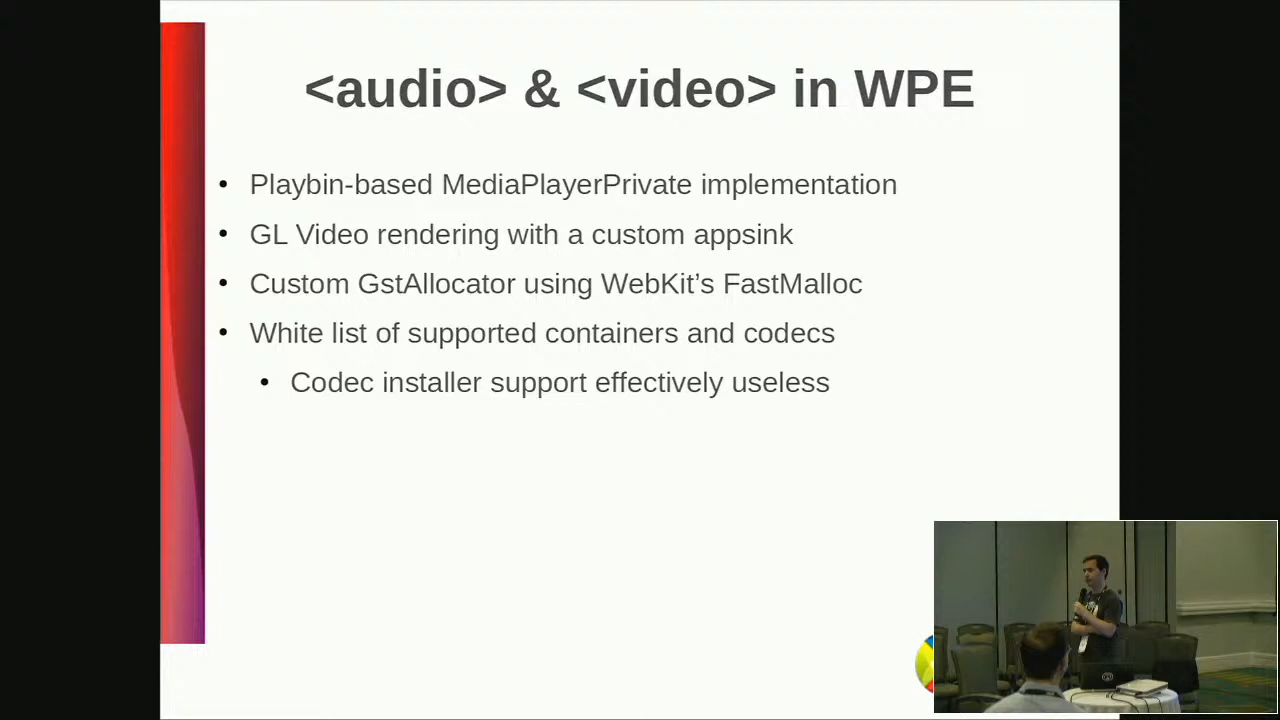 <audio> & <video> in WPE
• Playbin-based MediaPlayerPrivate implementation
• GL Video rendering with a custom appsink
• Custom GstAllocator using WebKit’s FastMalloc
• White list of supported containers and codecs
• Codec installer support effectively useless